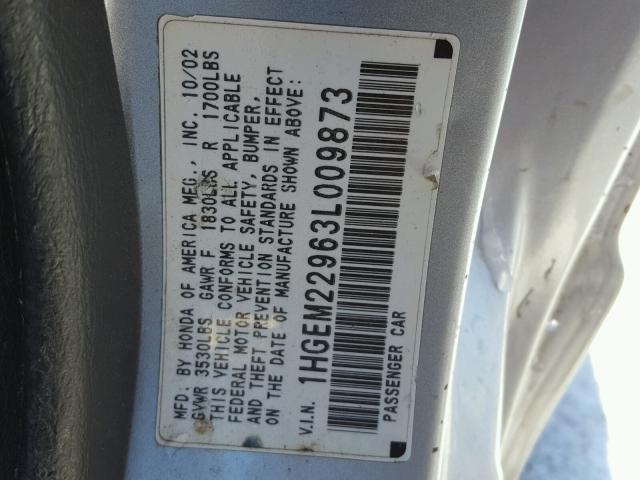 MFD. BY HONDA OF AMERICA MFG., INC. 10/02
GVWR 3530LBS GAWR F 1830LBS R 1700LBS
THIS VEHICLE CONFORMS TO ALL APPLICABLE
FEDERAL MOTOR VEHICLE SAFETY, BUMPER,
AND THEFT PREVENTION STANDARDS IN EFFECT
ON THE DATE OF MANUFACTURE SHOWN ABOVE:
V.I.N. 1HGEM22963L009873
PASSENGER CAR